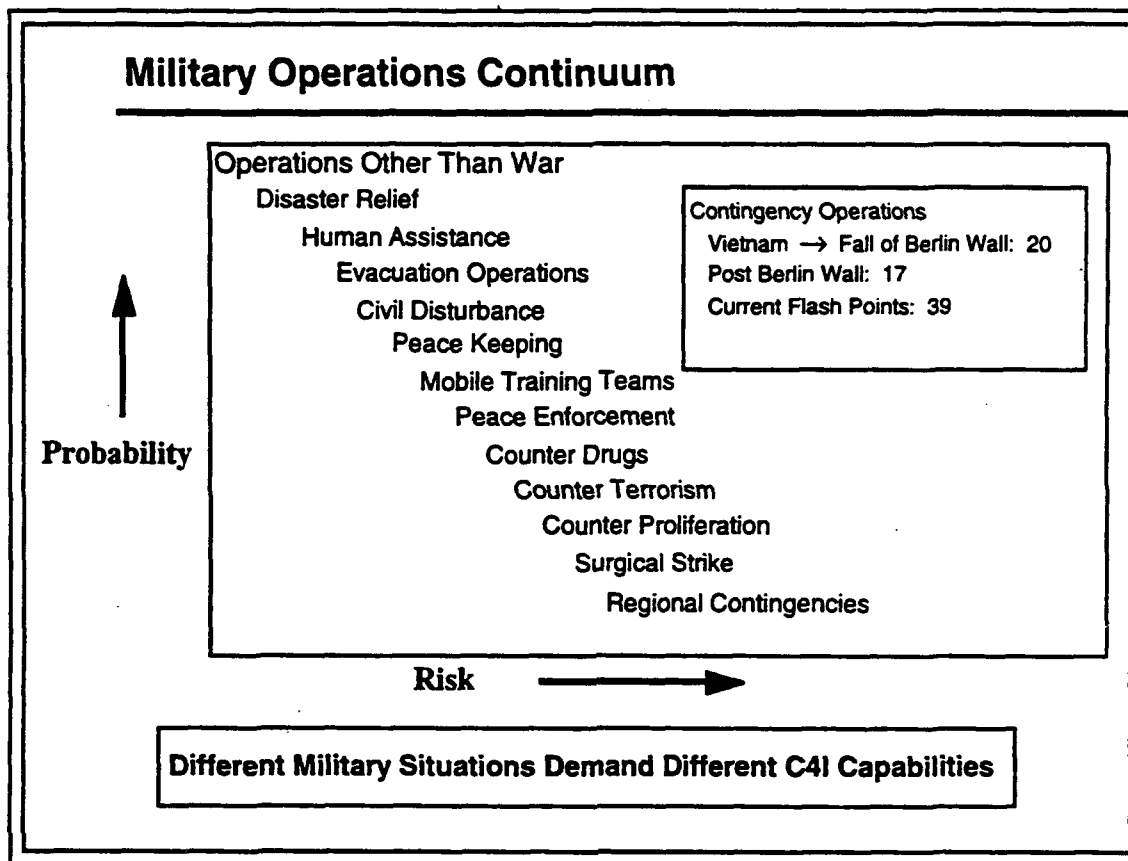 Military Operations Continuum
Operations Other Than War
Disaster Relief
Human Assistance
Evacuation Operations
Civil Disturbance
Peace Keeping
Mobile Training Teams
Peace Enforcement
Counter Drugs
Counter Terrorism
Counter Proliferation
Surgical Strike
Regional Contingencies
Contingency Operations
Vietnam → Fall of Berlin Wall: 20
Post Berlin Wall: 17
Current Flash Points: 39
Probability
Risk
Different Military Situations Demand Different C4I Capabilities